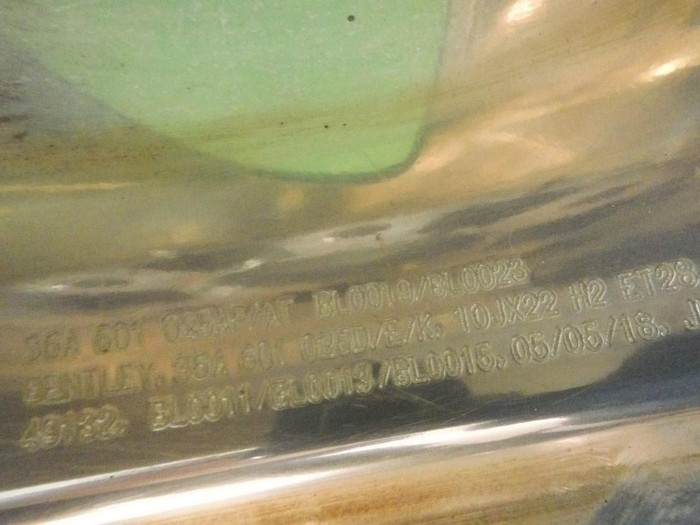 36A 601 025AP/AT BL0019/BL0023
BENTLEY. 36A 601 025D/E/K. 10JX22 H2 ET28
49132. BL0011/BL0013/BL0015. 05/05/18. J